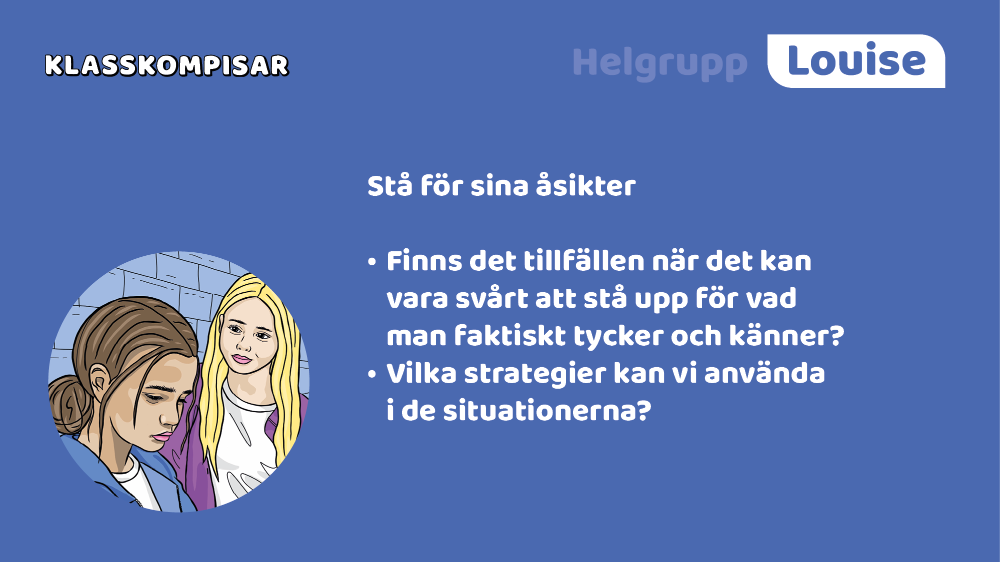 KLASSKOMPISAR
Helgrupp
Louise
Stå för sina åsikter
• Finns det tillfällen när det kan
vara svårt att stå upp för vad
man faktiskt tycker och känner?
• Vilka strategier kan vi använda
i de situationerna?